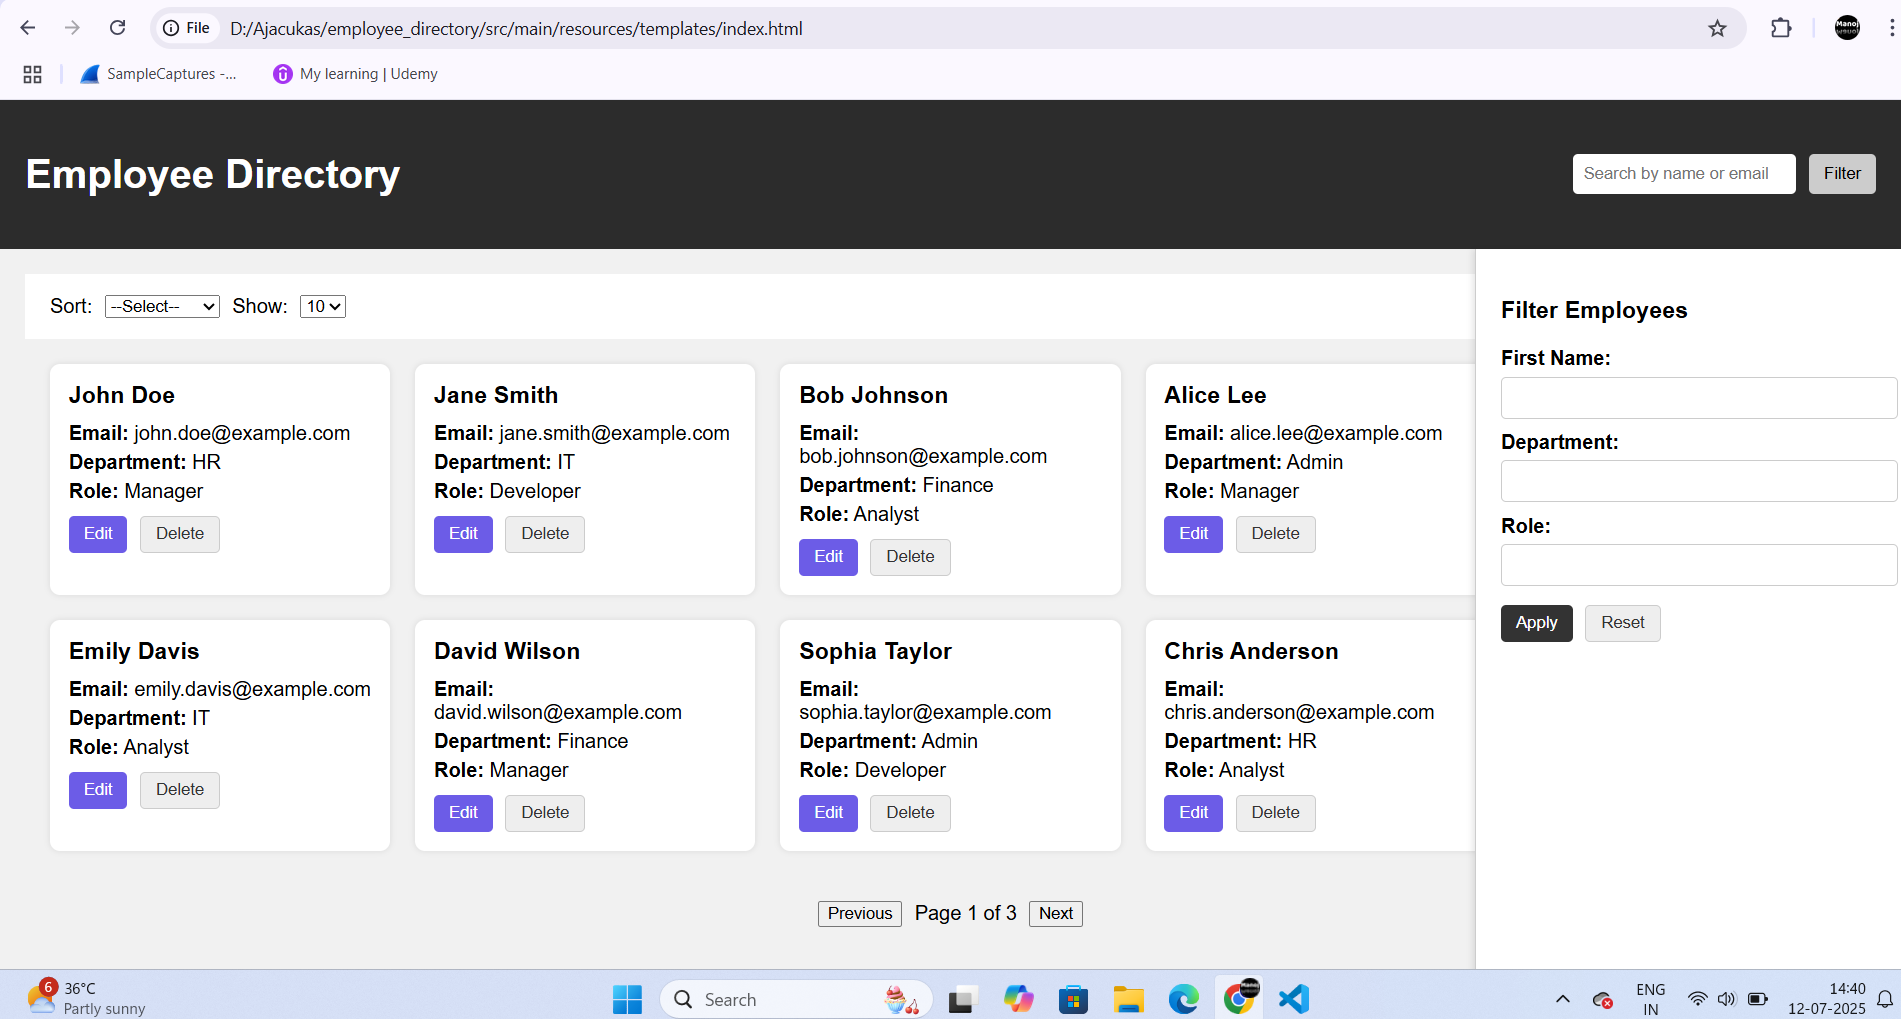 File D:/Ajacukas/employee_directory/src/main/resources/templates/index.html
Manoj
SampleCaptures -... My learning | Udemy
Employee Directory
Search by name or email Filter
Sort: --Select-- Show: 10
John Doe
Email: john.doe@example.com
Department: HR
Role: Manager
Edit Delete
Jane Smith
Email: jane.smith@example.com
Department: IT
Role: Developer
Edit Delete
Bob Johnson
Email:
bob.johnson@example.com
Department: Finance
Role: Analyst
Edit Delete
Alice Lee
Email: alice.lee@example.com
Department: Admin
Role: Manager
Edit Delete
Emily Davis
Email: emily.davis@example.com
Department: IT
Role: Analyst
Edit Delete
David Wilson
Email:
david.wilson@example.com
Department: Finance
Role: Manager
Edit Delete
Sophia Taylor
Email:
sophia.taylor@example.com
Department: Admin
Role: Developer
Edit Delete
Chris Anderson
Email:
chris.anderson@example.com
Department: HR
Role: Analyst
Edit Delete
Filter Employees
First Name:
Department:
Role:
Apply Reset
Previous Page 1 of 3 Next
6
36°C
Partly sunny
Search
ENG
IN
14:40
12-07-2025